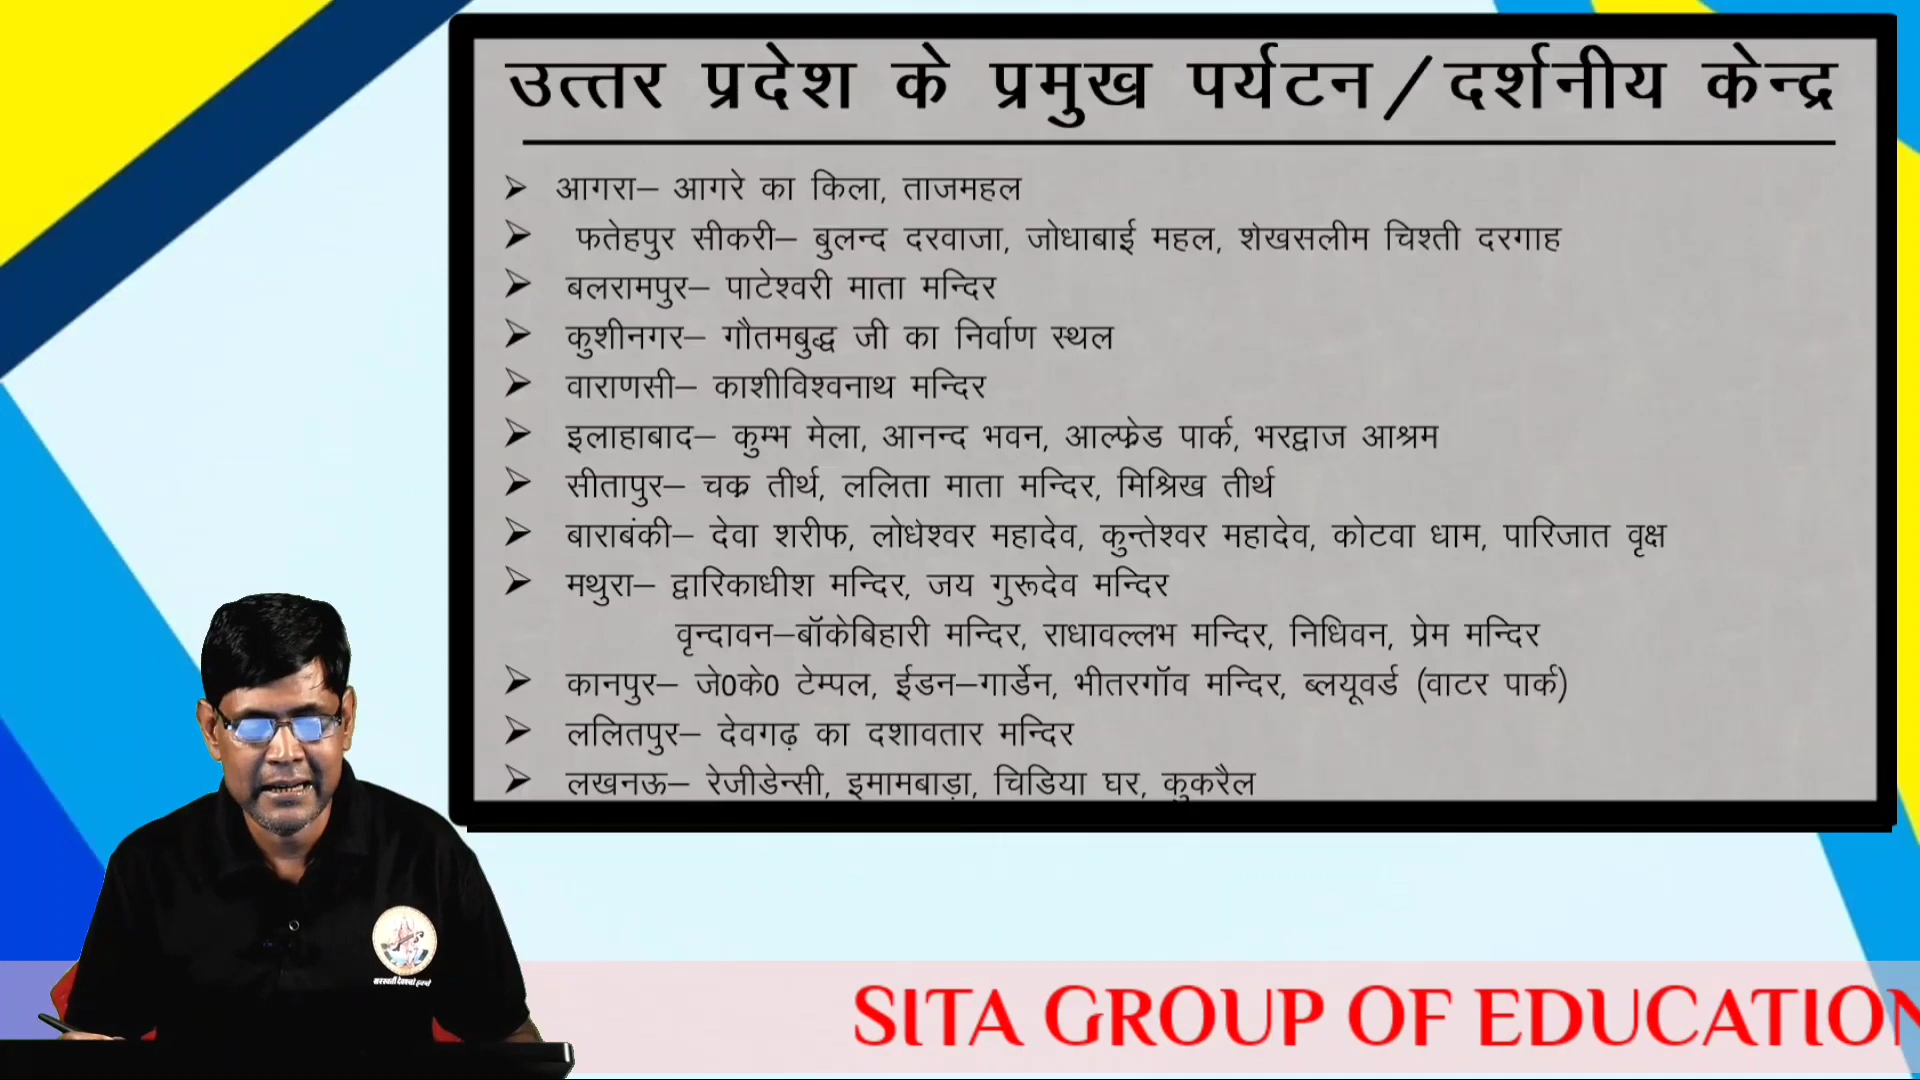 उत्तर प्रदेश के प्रमुख पर्यटन/दर्शनीय केन्द्र
➢ आगरा– आगरे का किला, ताजमहल
➢ फतेहपुर सीकरी– बुलन्द दरवाजा, जोधाबाई महल, शेखसलीम चिश्ती दरगाह
➢ बलरामपुर– पाटेश्वरी माता मन्दिर
➢ कुशीनगर– गौतमबुद्ध जी का निर्वाण स्थल
➢ वाराणसी– काशीविश्वनाथ मन्दिर
➢ इलाहाबाद– कुम्भ मेला, आनन्द भवन, आल्फ्रेड पार्क, भरद्वाज आश्रम
➢ सीतापुर– चक्र तीर्थ, ललिता माता मन्दिर, मिश्रिख तीर्थ
➢ बाराबंकी– देवा शरीफ, लोधेश्वर महादेव, कुन्तेश्वर महादेव, कोटवा धाम, पारिजात वृक्ष
➢ मथुरा– द्वारिकाधीश मन्दिर, जय गुरूदेव मन्दिर
वृन्दावन–बॉकेबिहारी मन्दिर, राधावल्लभ मन्दिर, निधिवन, प्रेम मन्दिर
➢ कानपुर– जे0के0 टेम्पल, ईडन–गार्डेन, भीतरगॉव मन्दिर, ब्लयूवर्ड (वाटर पार्क)
➢ ललितपुर– देवगढ़ का दशावतार मन्दिर
➢ लखनऊ– रेजीडेन्सी, इमामबाड़ा, चिडिया घर, कुकरैल
SITA GROUP OF EDUCATION